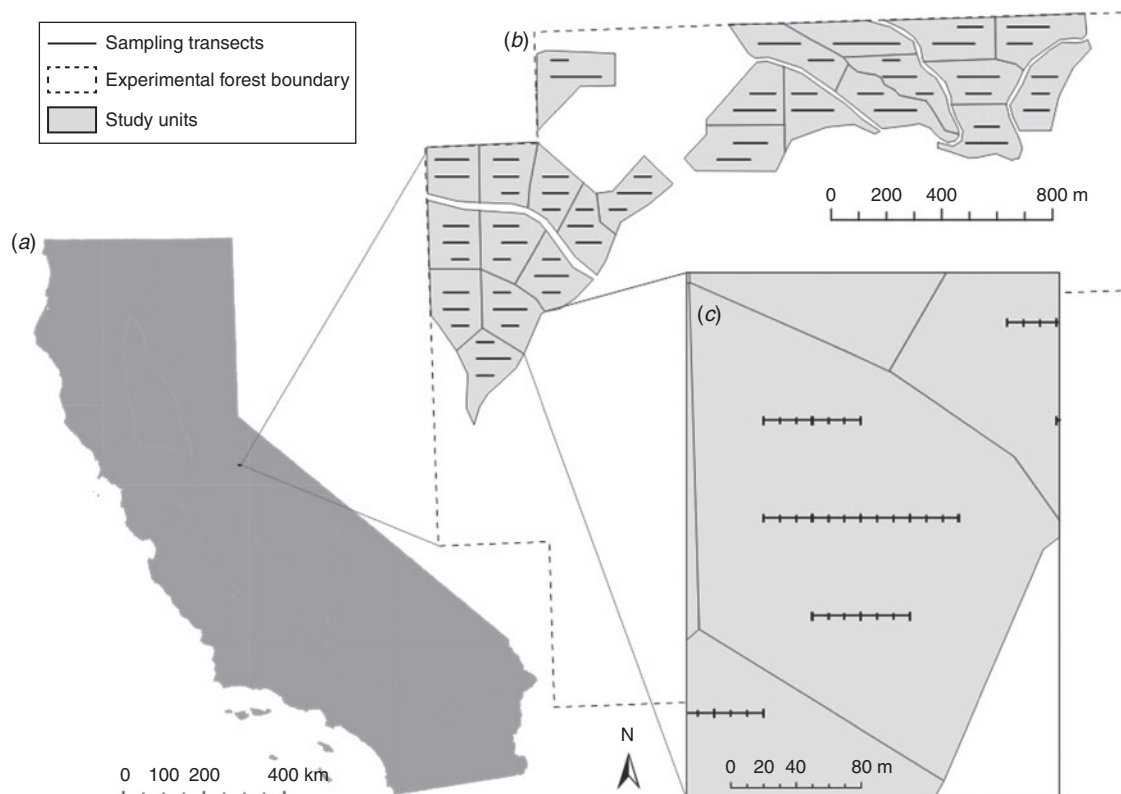 Sampling transects
Experimental forest boundary
Study units
(b)
0 200 400 800 m
(a)
(c)
N
0 20 40 80 m
0 100 200 400 km